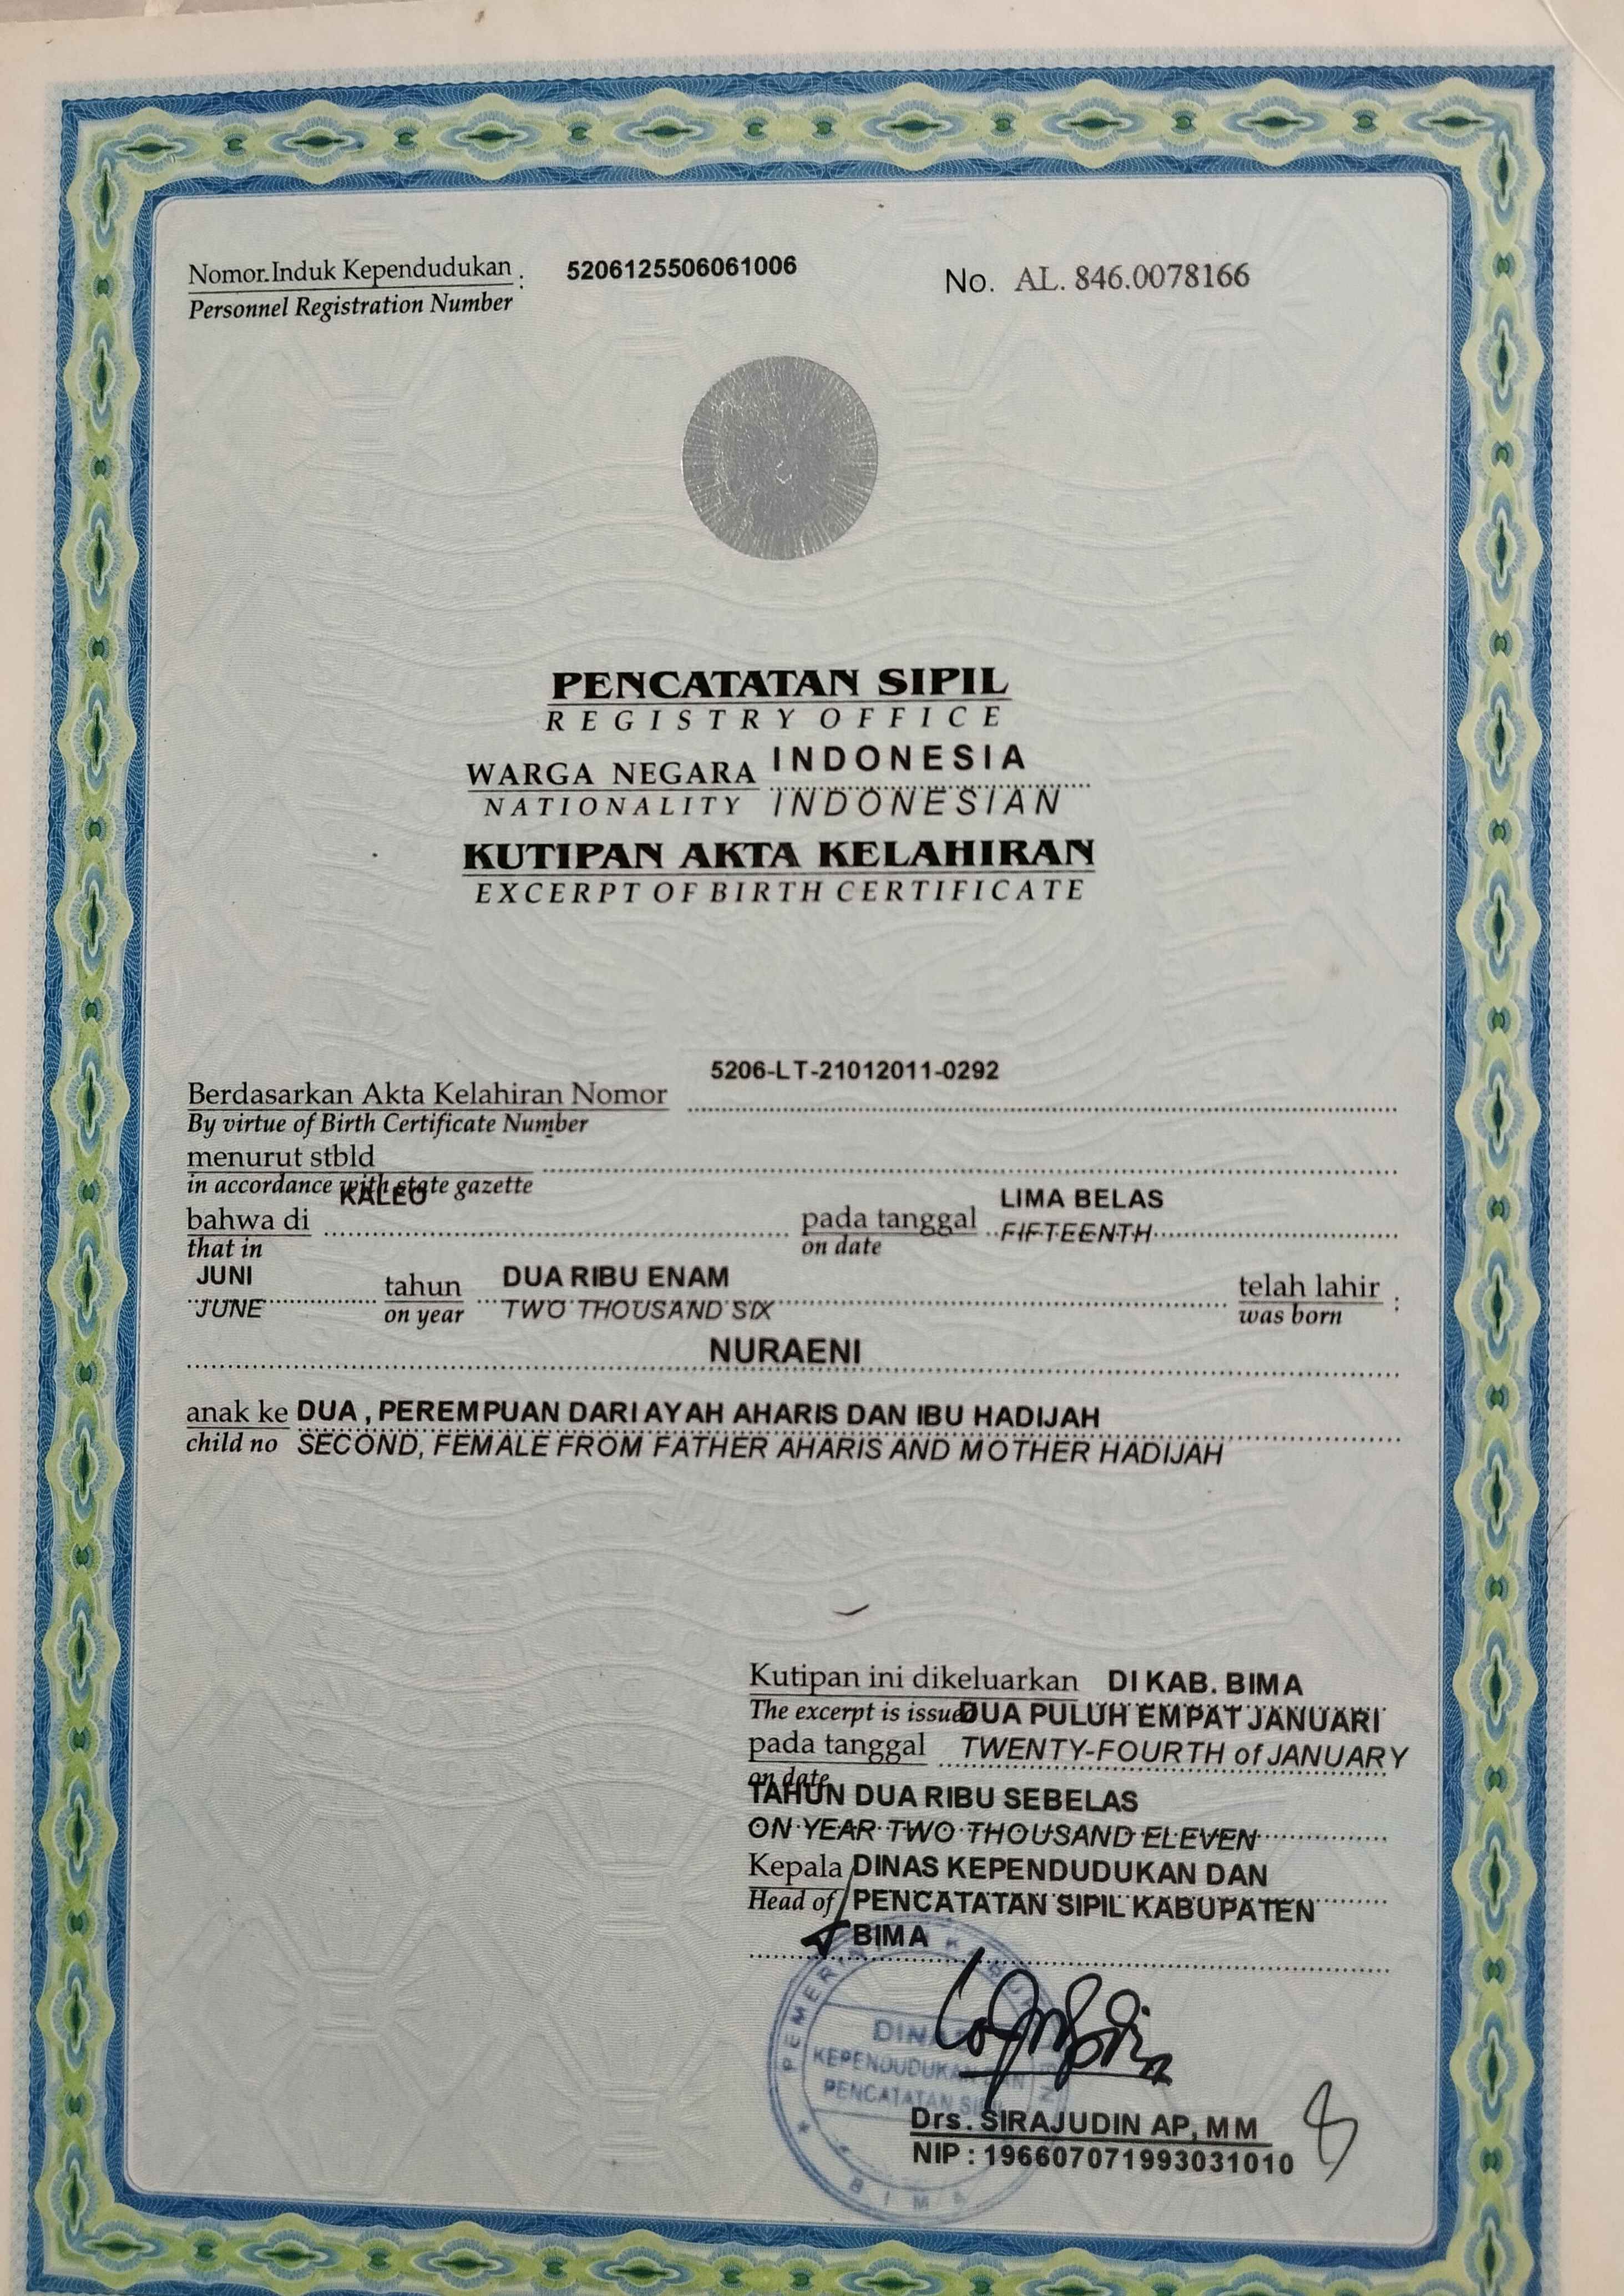 Nomor Induk Kependudukan : 5206125506061006 No. AL. 846.0078166
Personnel Registration Number
PENCATATAN SIPIL
REGISTRY OFFICE
WARGA NEGARA INDONESIA
NATIONALITY INDONESIAN
KUTIPAN AKTA KELAHIRAN
EXCERPT OF BIRTH CERTIFICATE
5206-LT-21012011-0292
Berdasarkan Akta Kelahiran Nomor
By virtue of Birth Certificate Number
menurut stbld
in accordance with state gazette
KALEO LIMA BELAS
bahwa di pada tanggal FIFTEENTH
that in on date
JUNI tahun DUA RIBU ENAM telah lahir :
JUNE on year TWO THOUSAND SIX was born
NURAENI
anak ke DUA , PEREMPUAN DARI AYAH AHARIS DAN IBU HADIJAH
child no SECOND, FEMALE FROM FATHER AHARIS AND MOTHER HADIJAH
Kutipan ini dikeluarkan DI KAB. BIMA
The excerpt is issued DUA PULUH EMPAT JANUARI
pada tanggal TWENTY-FOURTH of JANUARY
on date
TAHUN DUA RIBU SEBELAS
ON YEAR TWO THOUSAND ELEVEN
Kepala DINAS KEPENDUDUKAN DAN
Head of PENCATATAN SIPIL KABUPATEN
BIMA
DINAS
KEPENDUDUKAN DAN
PENCATATAN SIPIL
BIMA
Drs. SIRAJUDIN AP, MM
NIP : 196607071993031010